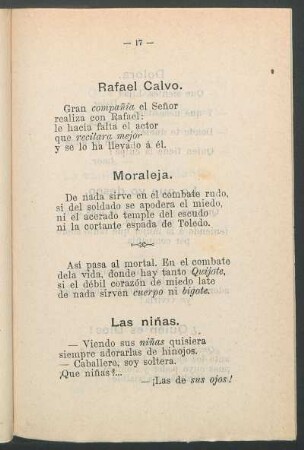 — 17 —
Rafael Calvo.
Gran compañía el Señor
realiza con Rafael:
le hacía falta el actor
que recitara mejor
y se lo ha llevado á él.
Moraleja.
De nada sirve en el combate rudo,
si del soldado se apodera el miedo,
ni el acerado temple del escudo
ni la cortante espada de Toledo.
Así pasa al mortal. En el combate
dela vida, donde hay tanto Quijote,
si el débil corazón de miedo late
de nada sirven cuerpo ni bigote.
Las niñas.
— Viendo sus niñas quisiera
siempre adorarlas de hinojos.
— Caballero, soy soltera.
¿Que niñas?...
— ¡Las de sus ojos!